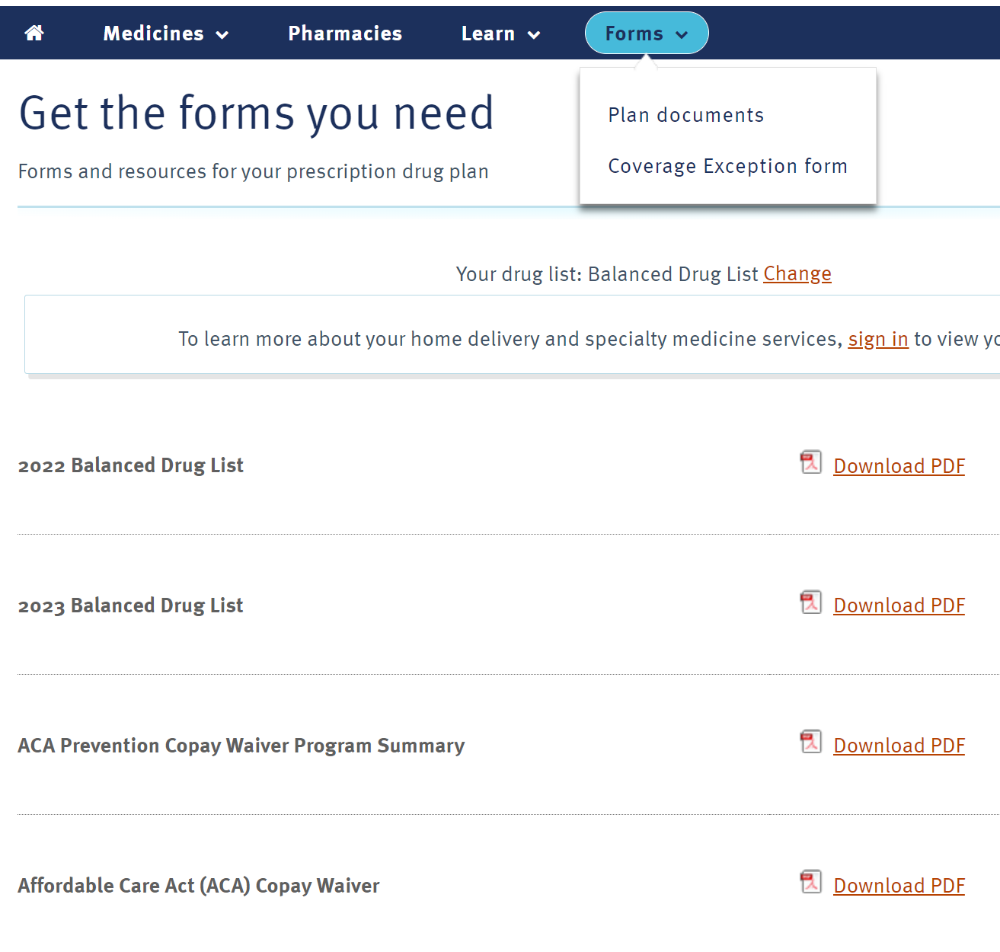 Medicines Pharmacies Learn Forms
Plan documents
Coverage Exception form
Get the forms you need
Forms and resources for your prescription drug plan
Your drug list: Balanced Drug List Change
To learn more about your home delivery and specialty medicine services, sign in to view
2022 Balanced Drug List Download PDF
2023 Balanced Drug List Download PDF
ACA Prevention Copay Waiver Program Summary Download PDF
Affordable Care Act (ACA) Copay Waiver Download PDF